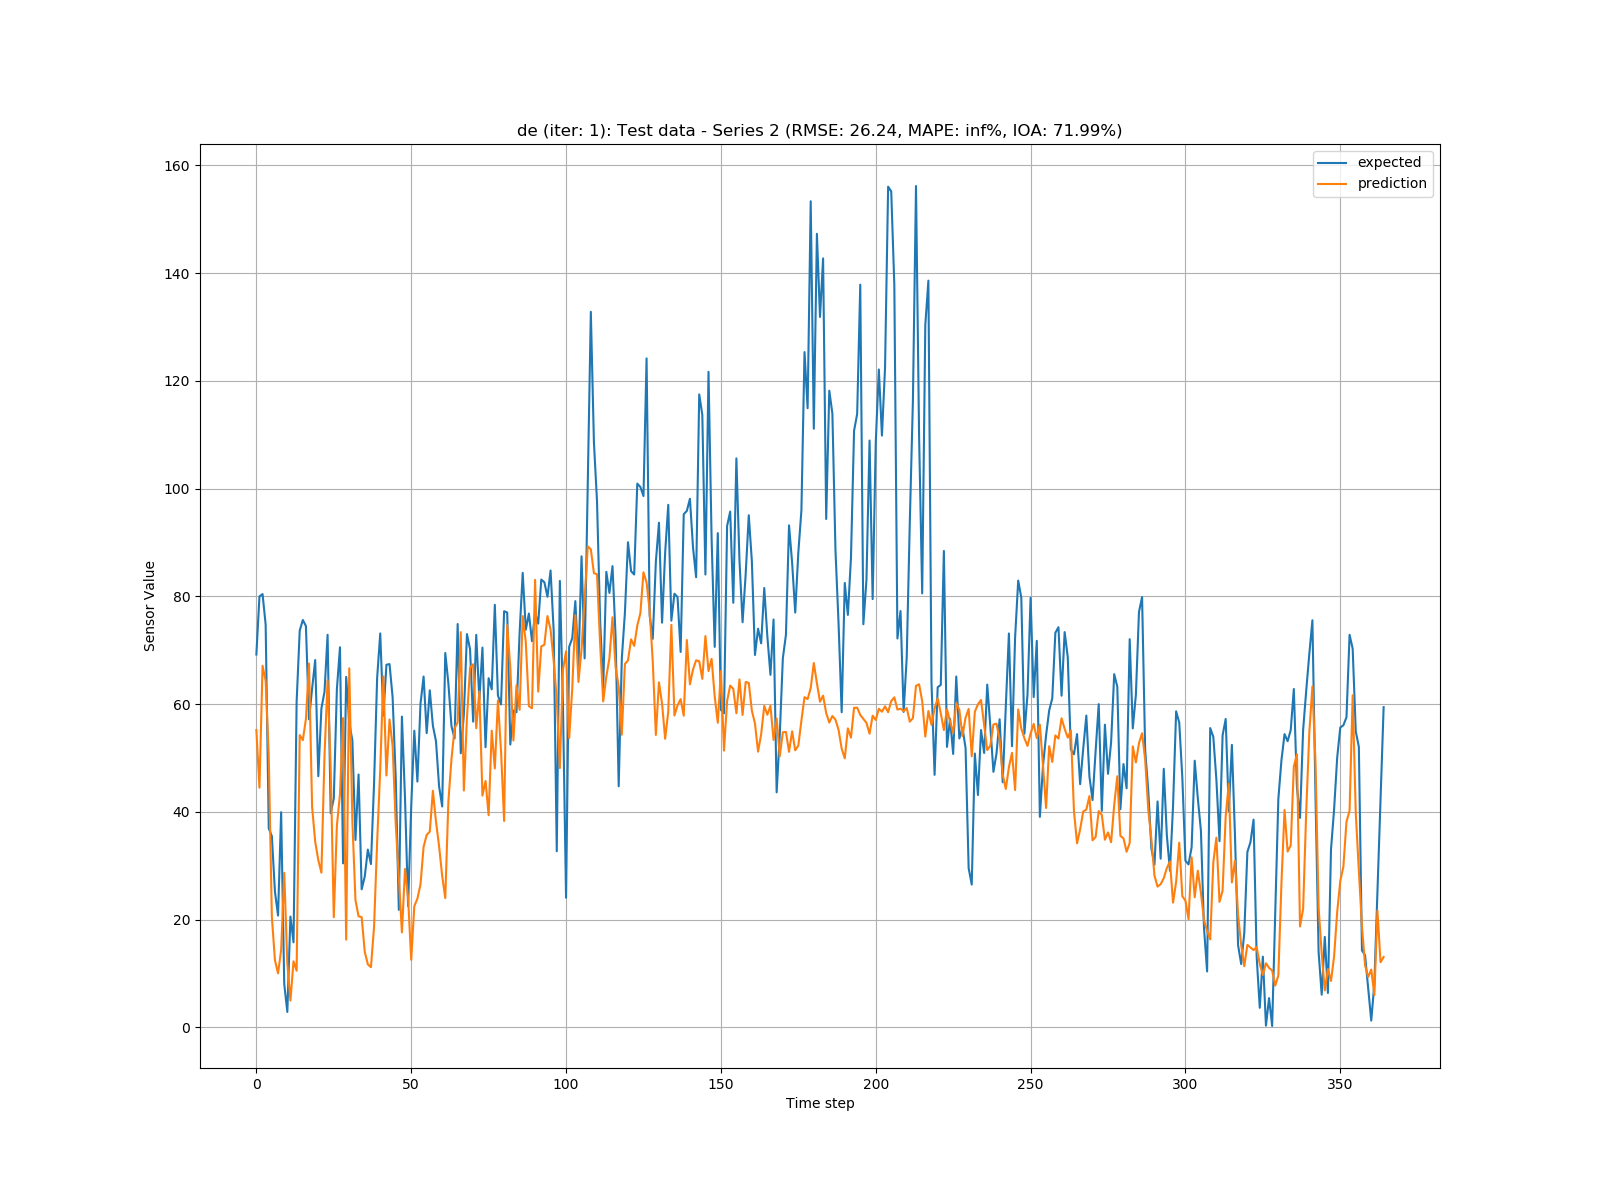 de (iter: 1): Test data - Series 2 (RMSE: 26.24, MAPE: inf%, IOA: 71.99%)
expected
prediction
160
140
120
100
80
60
40
20
0
Sensor Value
0 50 100 150 200 250 300 350
Time step